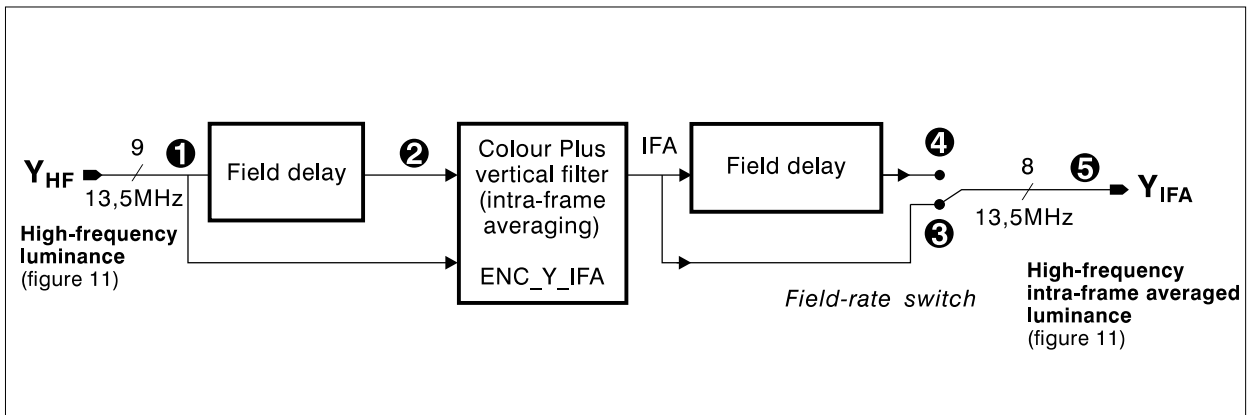 Y_HF
9
❶
13,5MHz
High-frequency
luminance
(figure 11)
Field delay
❷
Colour Plus
vertical filter
(intra-frame
averaging)
ENC_Y_IFA
IFA
Field delay
❹
❸
Field-rate switch
8
❺
13,5MHz
Y_IFA
High-frequency
intra-frame averaged
luminance
(figure 11)